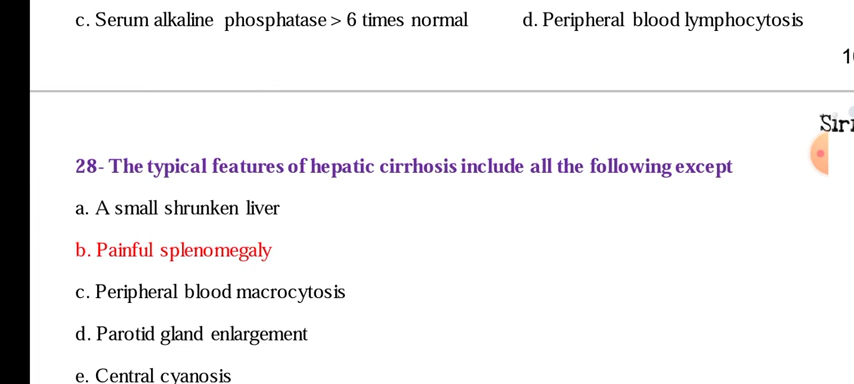 c. Serum alkaline phosphatase > 6 times normal d. Peripheral blood lymphocytosis
28- The typical features of hepatic cirrhosis include all the following except
a. A small shrunken liver
b. Painful splenomegaly
c. Peripheral blood macrocytosis
d. Parotid gland enlargement
e. Central cyanosis